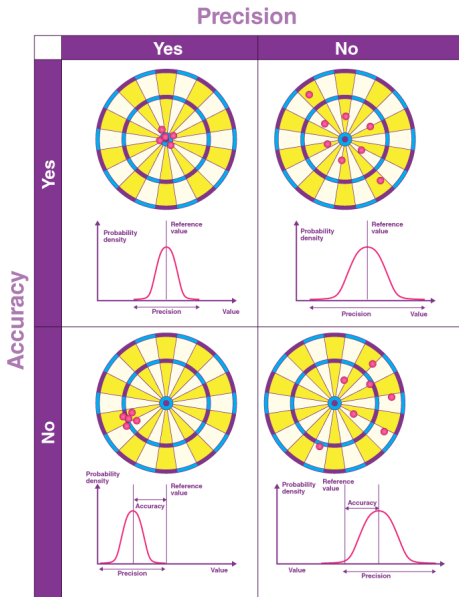 Precision
Yes
No
Accuracy
Yes
Probability
density
Reference
value
Precision
Value
Probability
density
Reference
value
Precision
Value
No
Probability
density
Reference
value
Accuracy
Precision
Value
Probability
density
Reference
value
Accuracy
Value
Precision